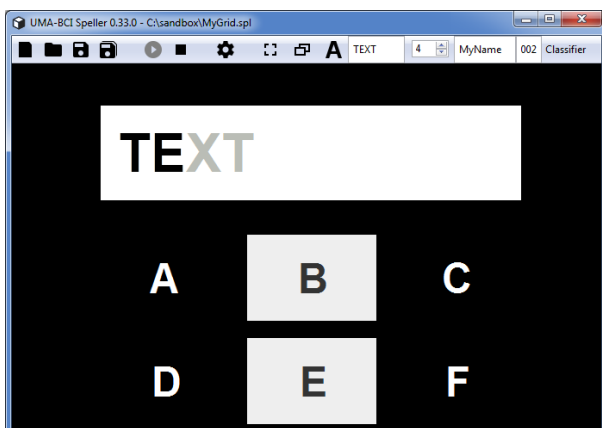 UMA-BCI Speller 0.33.0 - C:\sandbox\MyGrid.spl
A TEXT 4 MyName 002 Classifier
TEXT
A B C
D E F